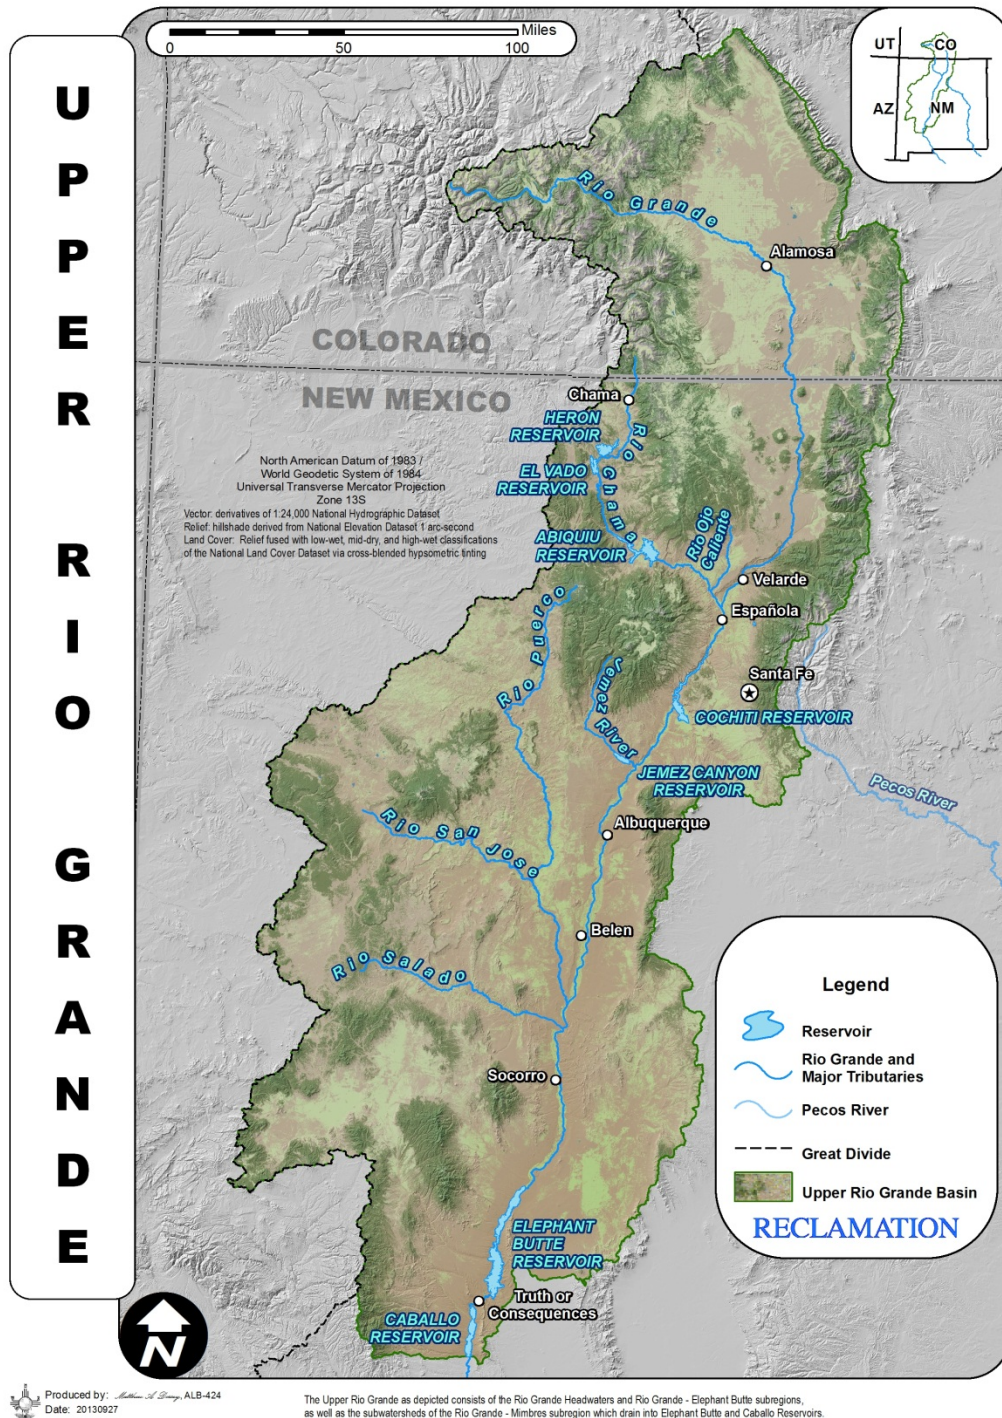 UPPER RIO GRANDE
Miles
0 50 100
UT
CO
AZ
NM
Rio Grande
Alamosa
COLORADO
NEW MEXICO
Chama
HERON
RESERVOIR
Rio Chama
EL VADO
RESERVOIR
North American Datum of 1983 /
World Geodetic System of 1984
Universal Transverse Mercator Projection
Zone 13S
Vector: derivatives of 1:24,000 National Hydrographic Dataset
Relief: hillshade derived from National Elevation Dataset 1 arc-second
Land Cover: Relief fused with low-wet, mid-dry, and high-wet classifications
of the National Land Cover Dataset via cross-blended hypsometric tinting
ABIQUIU
RESERVOIR
Rio Ojo
Caliente
Velarde
Española
Rio Puerco
Jemez River
Santa Fe
COCHITI RESERVOIR
JEMEZ CANYON
RESERVOIR
Pecos River
Rio San Jose
Albuquerque
Belen
Rio Salado
Socorro
ELEPHANT
BUTTE
RESERVOIR
Truth or
Consequences
CABALLO
RESERVOIR
Legend
Reservoir
Rio Grande and
Major Tributaries
Pecos River
Great Divide
Upper Rio Grande Basin
RECLAMATION
N
Produced by: , ALB-424
Date: 20130927
The Upper Rio Grande as depicted consists of the Rio Grande Headwaters and Rio Grande - Elephant Butte subregions,
as well as the subwatersheds of the Rio Grande - Mimbres subregion which drain into Elephant Butte and Caballo Reservoirs.